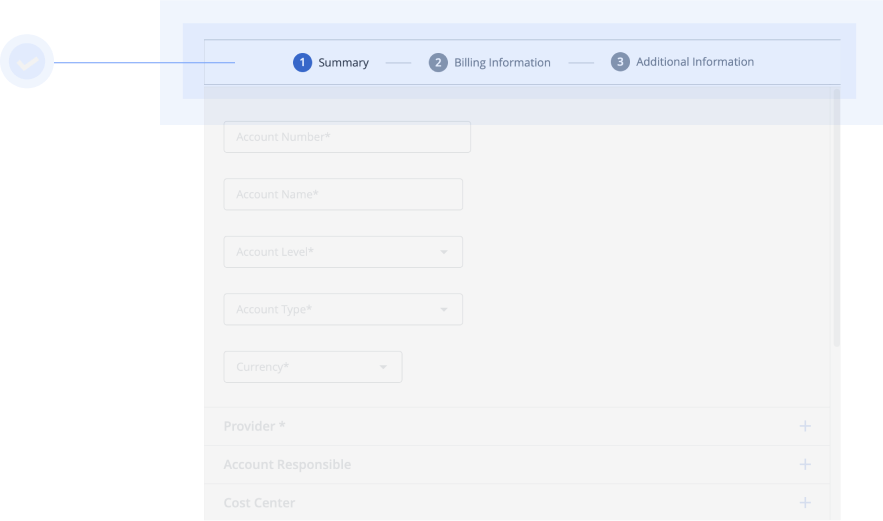 1 Summary 2 Billing Information 3 Additional Information
Account Number*
Account Name*
Account Level*
Account Type*
Currency*
Provider *
Account Responsible
Cost Center